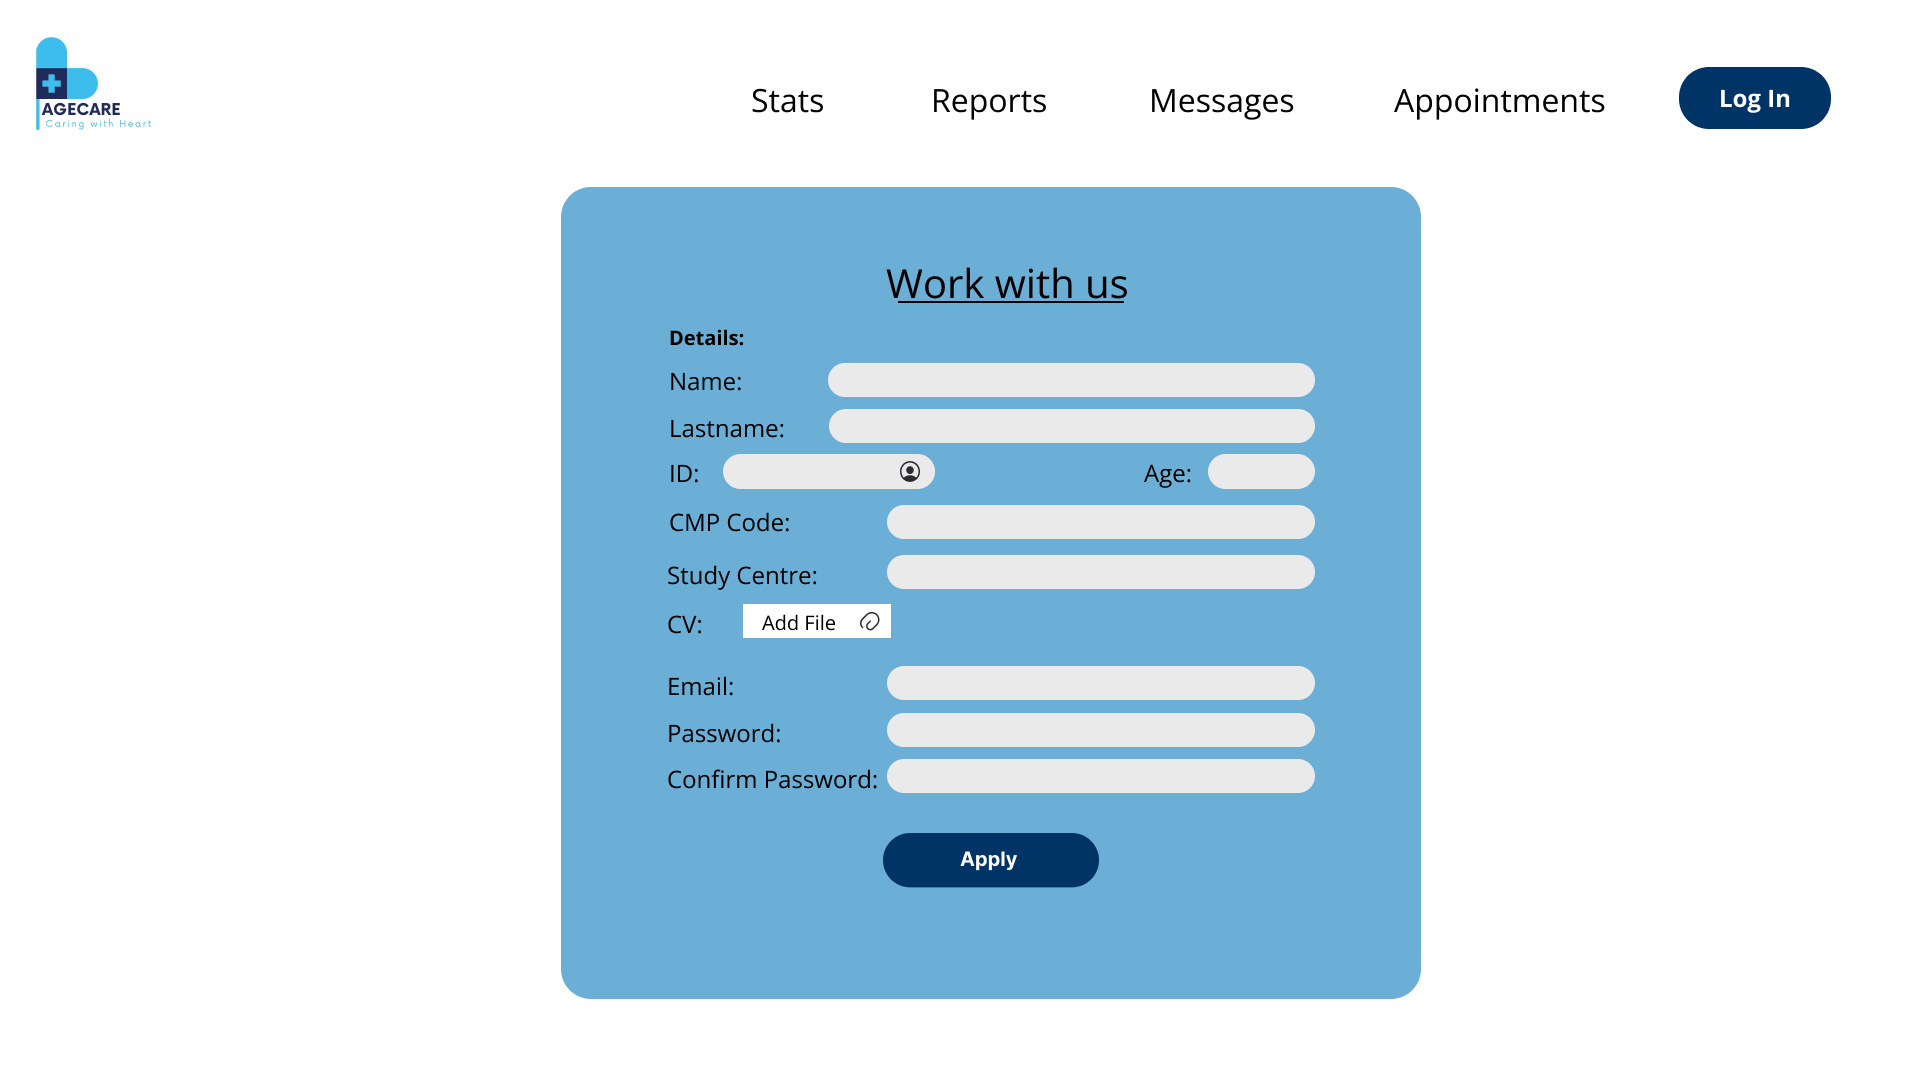 AGECARE
Caring with Heart
Stats Reports Messages Appointments Log In
Work with us
Details:
Name:
Lastname:
ID: Age:
CMP Code:
Study Centre:
CV: Add File
Email:
Password:
Confirm Password:
Apply